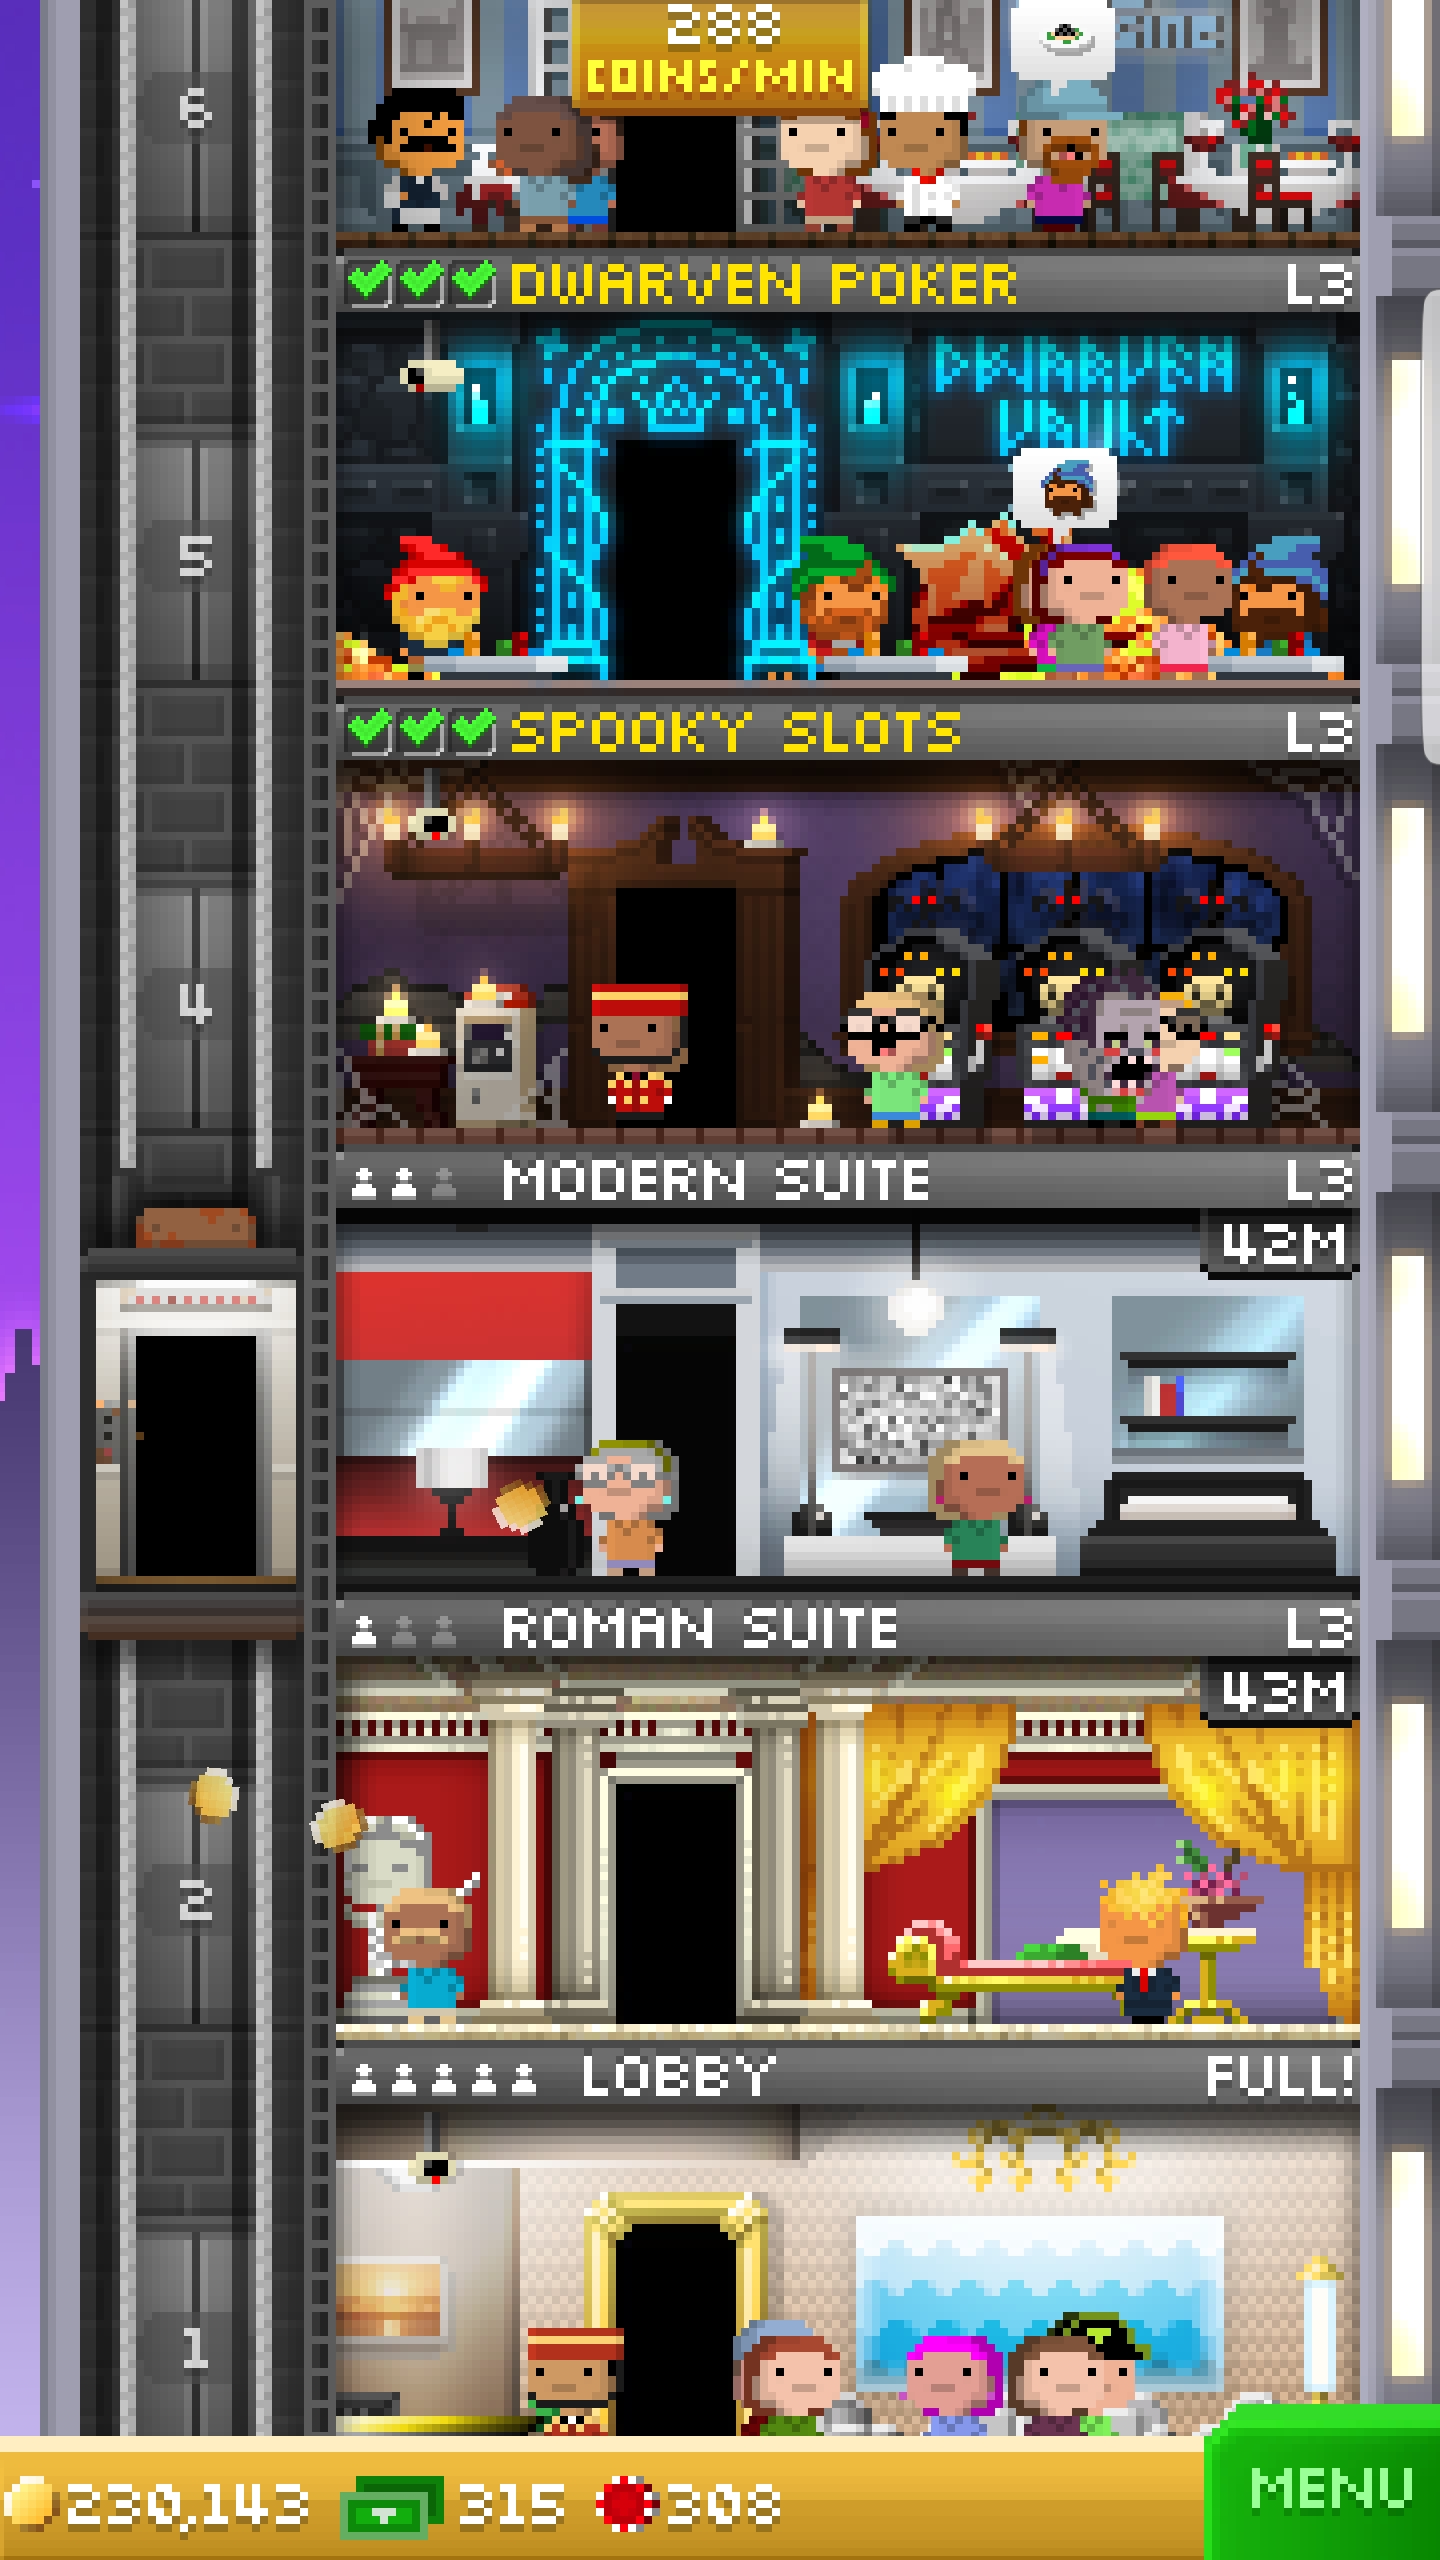 288
COINS/MIN
Fine
6
DWARVEN POKER L3
DWARVEN
VAULT
5
SPOOKY SLOTS L3
4
MODERN SUITE L3
42M
ROMAN SUITE L3
43M
2
LOBBY FULL!
1
230,143 315 308
MENU